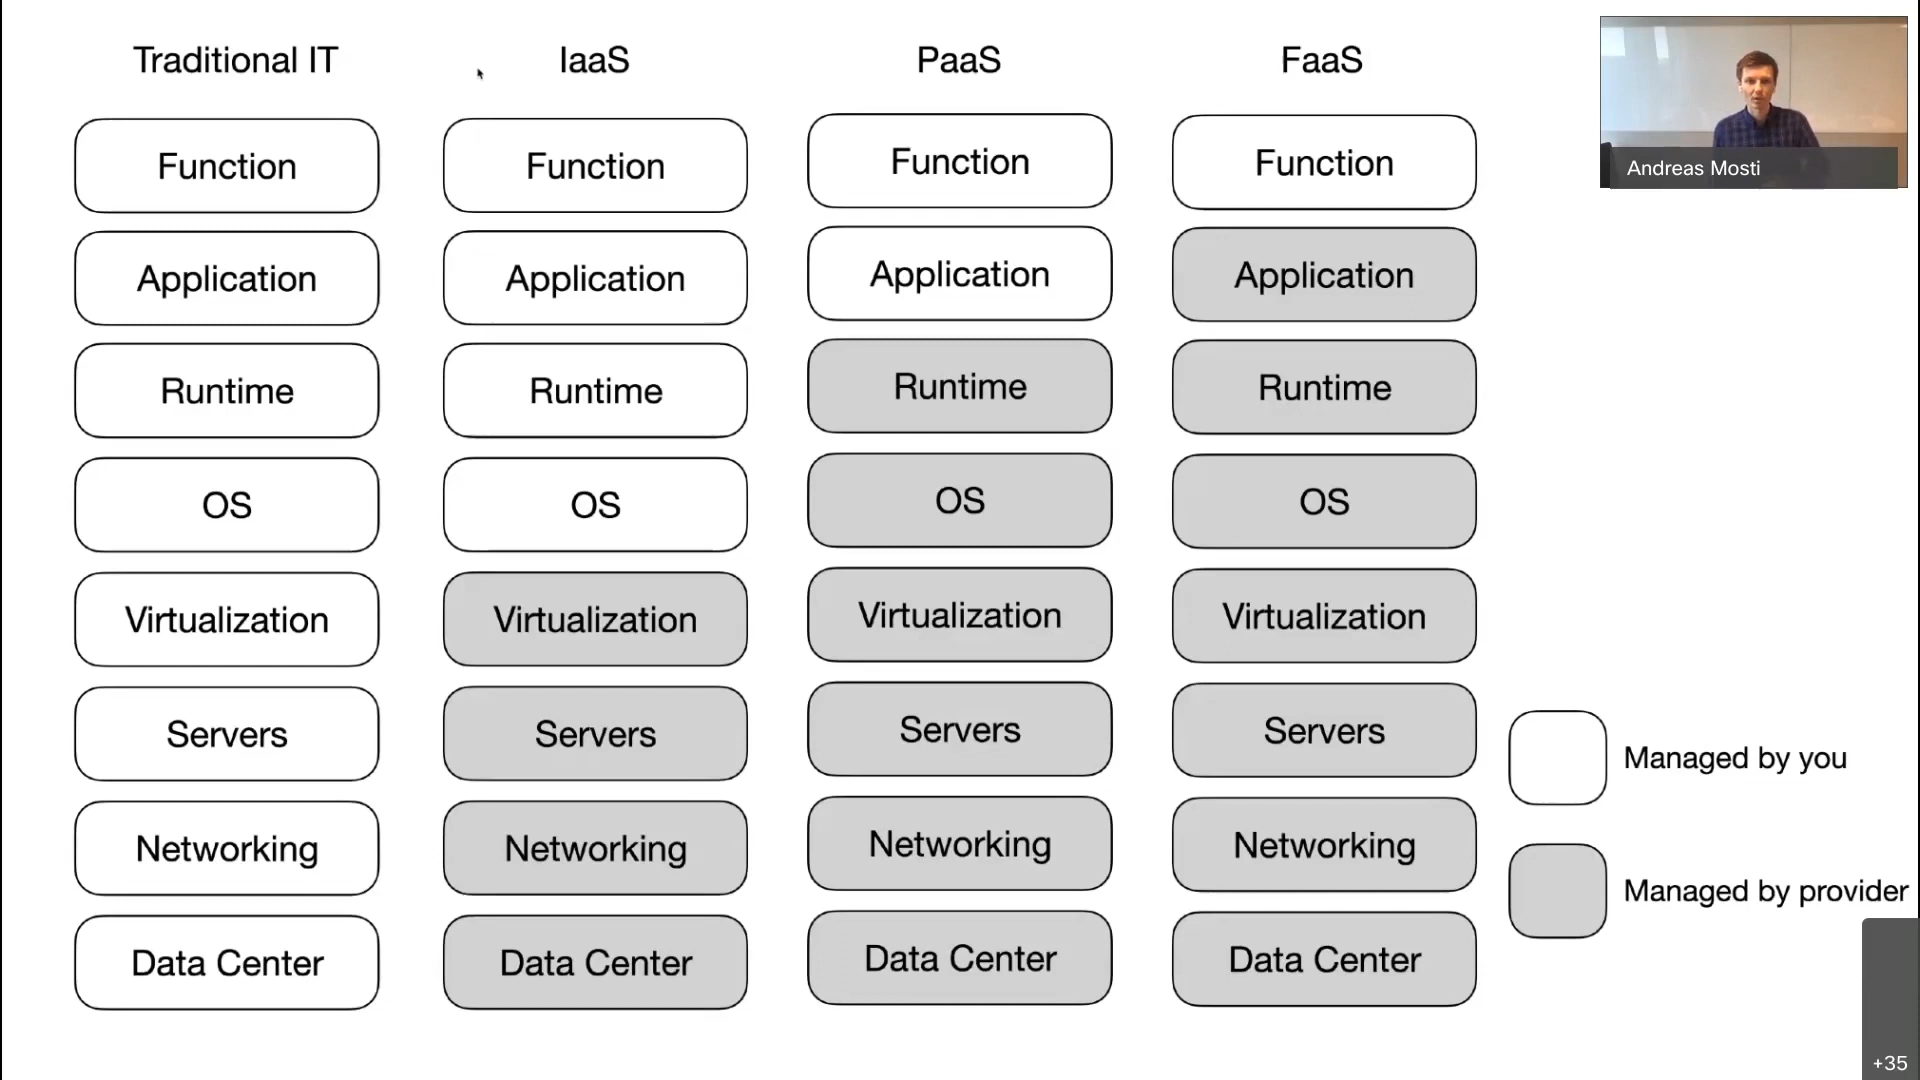 Traditional IT
IaaS
PaaS
FaaS
Andreas Mosti
Function
Function
Function
Function
Application
Application
Application
Application
Runtime
Runtime
Runtime
Runtime
OS
OS
OS
OS
Virtualization
Virtualization
Virtualization
Virtualization
Servers
Servers
Servers
Servers
Managed by you
Networking
Networking
Networking
Networking
Managed by provider
Data Center
Data Center
Data Center
Data Center
+35